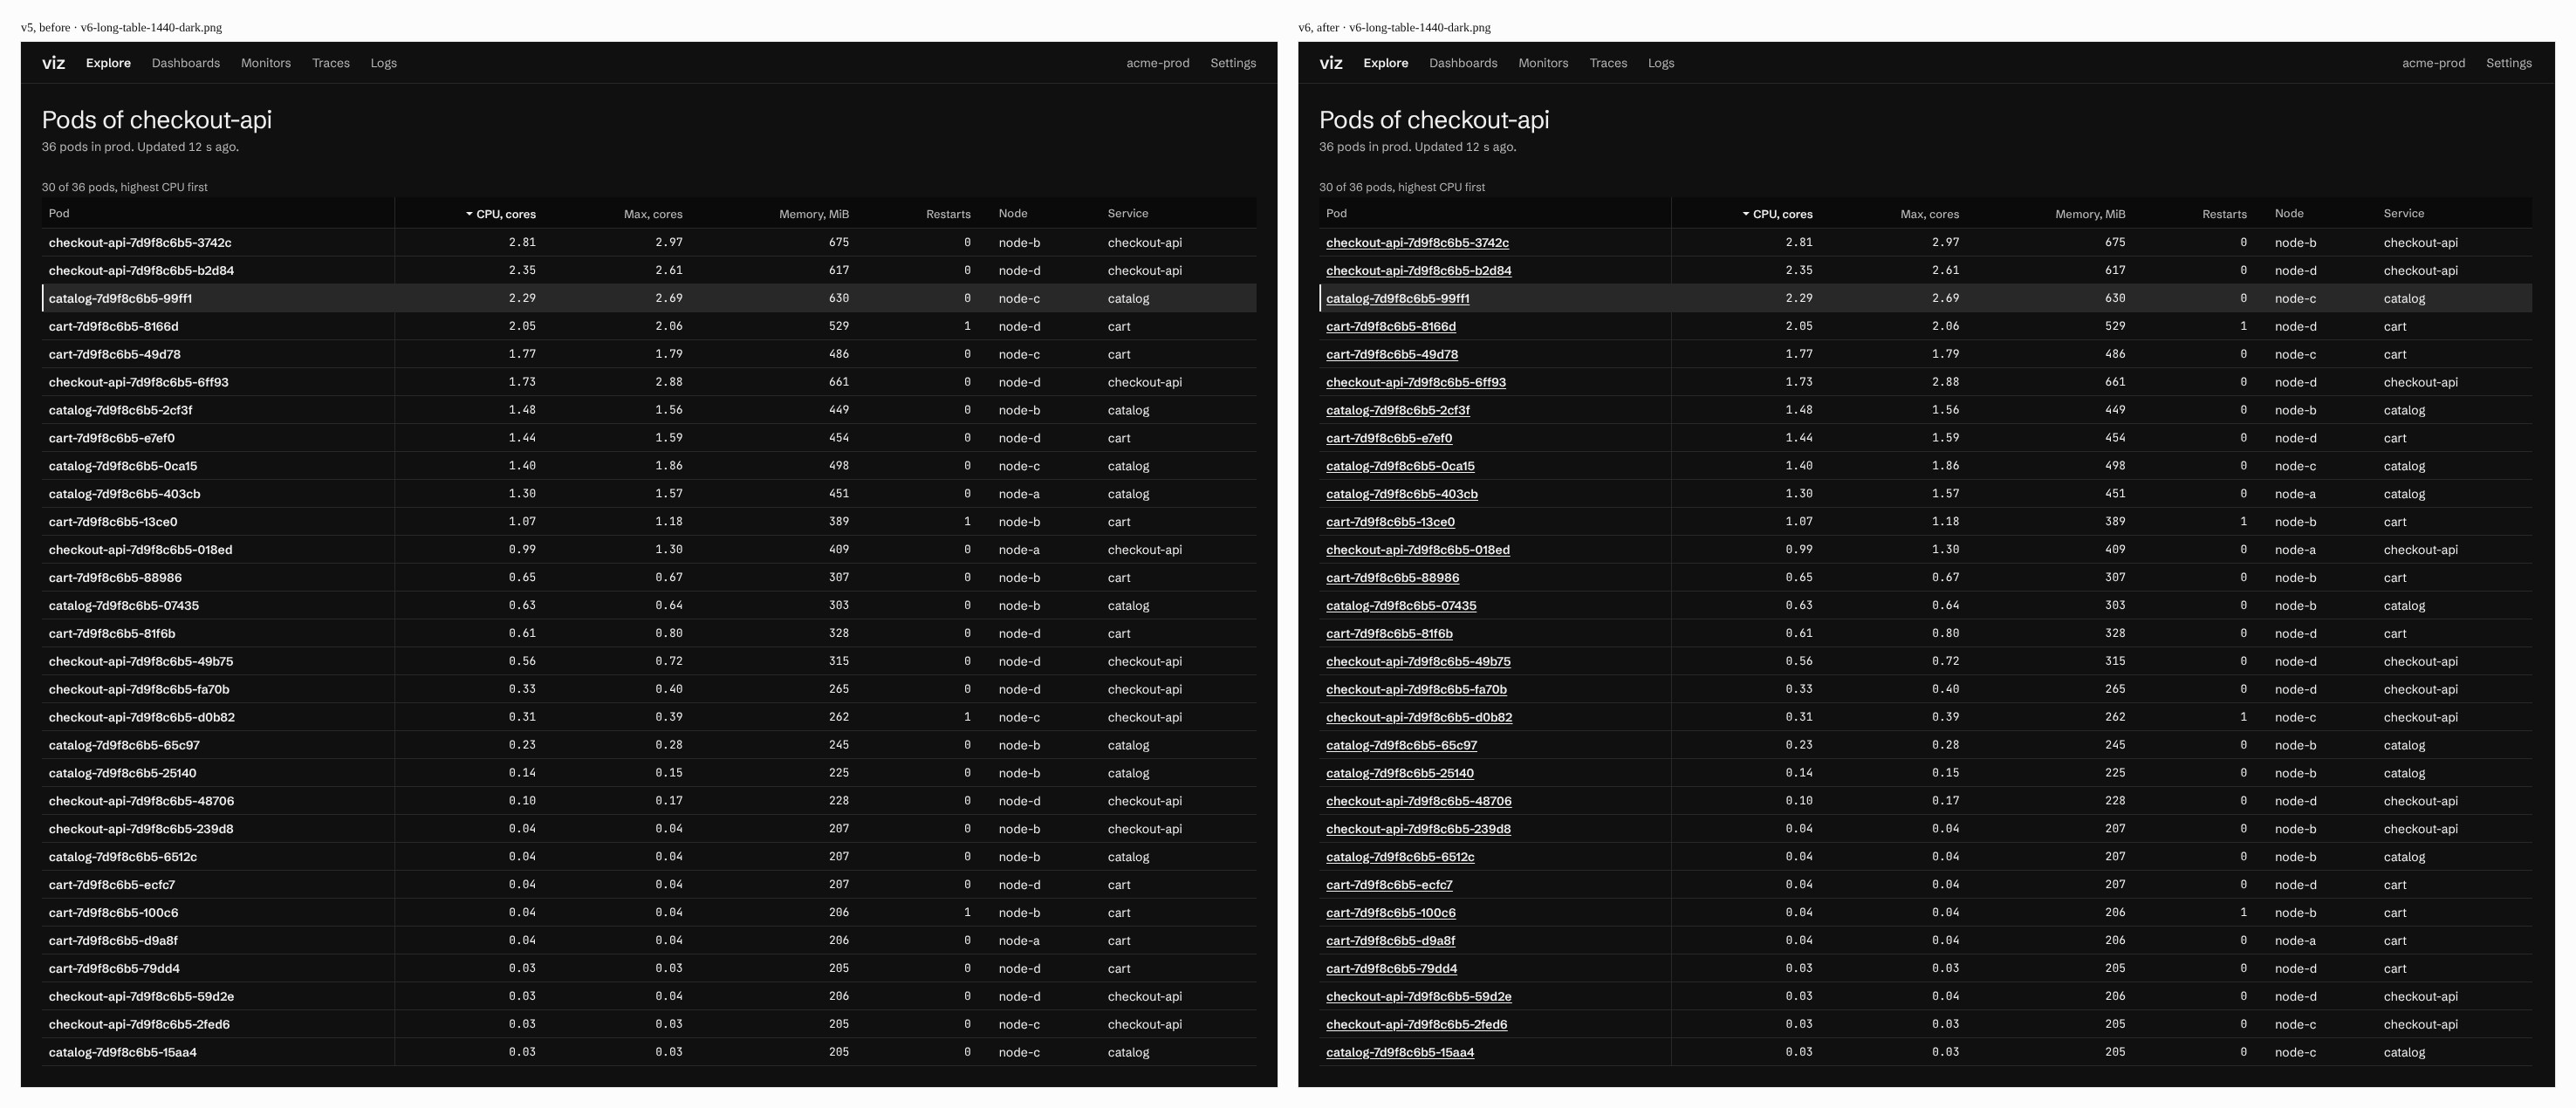 v5, before · v6-long-table-1440-dark.png
viz Explore Dashboards Monitors Traces Logs acme-prod Settings
Pods of checkout-api
36 pods in prod. Updated 12 s ago.
30 of 36 pods, highest CPU first
Pod CPU, cores Max, cores Memory, MiB Restarts Node Service
checkout-api-7d9f8c6b5-3742c 2.81 2.97 675 0 node-b checkout-api
checkout-api-7d9f8c6b5-b2d84 2.35 2.61 617 0 node-d checkout-api
catalog-7d9f8c6b5-99ff1 2.29 2.69 630 0 node-c catalog
cart-7d9f8c6b5-8166d 2.05 2.06 529 1 node-d cart
cart-7d9f8c6b5-49d78 1.77 1.79 486 0 node-c cart
checkout-api-7d9f8c6b5-6ff93 1.73 2.88 661 0 node-d checkout-api
catalog-7d9f8c6b5-2cf3f 1.48 1.56 449 0 node-b catalog
cart-7d9f8c6b5-e7ef0 1.44 1.59 454 0 node-d cart
catalog-7d9f8c6b5-0ca15 1.40 1.86 498 0 node-c catalog
catalog-7d9f8c6b5-403cb 1.30 1.57 451 0 node-a catalog
cart-7d9f8c6b5-13ce0 1.07 1.18 389 1 node-b cart
checkout-api-7d9f8c6b5-018ed 0.99 1.30 409 0 node-a checkout-api
cart-7d9f8c6b5-88986 0.65 0.67 307 0 node-b cart
catalog-7d9f8c6b5-07435 0.63 0.64 303 0 node-b catalog
cart-7d9f8c6b5-81f6b 0.61 0.80 328 0 node-d cart
checkout-api-7d9f8c6b5-49b75 0.56 0.72 315 0 node-d checkout-api
checkout-api-7d9f8c6b5-fa70b 0.33 0.40 265 0 node-d checkout-api
checkout-api-7d9f8c6b5-d0b82 0.31 0.39 262 1 node-c checkout-api
catalog-7d9f8c6b5-65c97 0.23 0.28 245 0 node-b catalog
catalog-7d9f8c6b5-25140 0.14 0.15 225 0 node-b catalog
checkout-api-7d9f8c6b5-48706 0.10 0.17 228 0 node-d checkout-api
checkout-api-7d9f8c6b5-239d8 0.04 0.04 207 0 node-b checkout-api
catalog-7d9f8c6b5-6512c 0.04 0.04 207 0 node-b catalog
cart-7d9f8c6b5-ecfc7 0.04 0.04 207 0 node-d cart
cart-7d9f8c6b5-100c6 0.04 0.04 206 1 node-b cart
cart-7d9f8c6b5-d9a8f 0.04 0.04 206 0 node-a cart
cart-7d9f8c6b5-79dd4 0.03 0.03 205 0 node-d cart
checkout-api-7d9f8c6b5-59d2e 0.03 0.04 206 0 node-d checkout-api
checkout-api-7d9f8c6b5-2fed6 0.03 0.03 205 0 node-c checkout-api
catalog-7d9f8c6b5-15aa4 0.03 0.03 205 0 node-c catalog
v6, after · v6-long-table-1440-dark.png
viz Explore Dashboards Monitors Traces Logs acme-prod Settings
Pods of checkout-api
36 pods in prod. Updated 12 s ago.
30 of 36 pods, highest CPU first
Pod CPU, cores Max, cores Memory, MiB Restarts Node Service
checkout-api-7d9f8c6b5-3742c 2.81 2.97 675 0 node-b checkout-api
checkout-api-7d9f8c6b5-b2d84 2.35 2.61 617 0 node-d checkout-api
catalog-7d9f8c6b5-99ff1 2.29 2.69 630 0 node-c catalog
cart-7d9f8c6b5-8166d 2.05 2.06 529 1 node-d cart
cart-7d9f8c6b5-49d78 1.77 1.79 486 0 node-c cart
checkout-api-7d9f8c6b5-6ff93 1.73 2.88 661 0 node-d checkout-api
catalog-7d9f8c6b5-2cf3f 1.48 1.56 449 0 node-b catalog
cart-7d9f8c6b5-e7ef0 1.44 1.59 454 0 node-d cart
catalog-7d9f8c6b5-0ca15 1.40 1.86 498 0 node-c catalog
catalog-7d9f8c6b5-403cb 1.30 1.57 451 0 node-a catalog
cart-7d9f8c6b5-13ce0 1.07 1.18 389 1 node-b cart
checkout-api-7d9f8c6b5-018ed 0.99 1.30 409 0 node-a checkout-api
cart-7d9f8c6b5-88986 0.65 0.67 307 0 node-b cart
catalog-7d9f8c6b5-07435 0.63 0.64 303 0 node-b catalog
cart-7d9f8c6b5-81f6b 0.61 0.80 328 0 node-d cart
checkout-api-7d9f8c6b5-49b75 0.56 0.72 315 0 node-d checkout-api
checkout-api-7d9f8c6b5-fa70b 0.33 0.40 265 0 node-d checkout-api
checkout-api-7d9f8c6b5-d0b82 0.31 0.39 262 1 node-c checkout-api
catalog-7d9f8c6b5-65c97 0.23 0.28 245 0 node-b catalog
catalog-7d9f8c6b5-25140 0.14 0.15 225 0 node-b catalog
checkout-api-7d9f8c6b5-48706 0.10 0.17 228 0 node-d checkout-api
checkout-api-7d9f8c6b5-239d8 0.04 0.04 207 0 node-b checkout-api
catalog-7d9f8c6b5-6512c 0.04 0.04 207 0 node-b catalog
cart-7d9f8c6b5-ecfc7 0.04 0.04 207 0 node-d cart
cart-7d9f8c6b5-100c6 0.04 0.04 206 1 node-b cart
cart-7d9f8c6b5-d9a8f 0.04 0.04 206 0 node-a cart
cart-7d9f8c6b5-79dd4 0.03 0.03 205 0 node-d cart
checkout-api-7d9f8c6b5-59d2e 0.03 0.04 206 0 node-d checkout-api
checkout-api-7d9f8c6b5-2fed6 0.03 0.03 205 0 node-c checkout-api
catalog-7d9f8c6b5-15aa4 0.03 0.03 205 0 node-c catalog